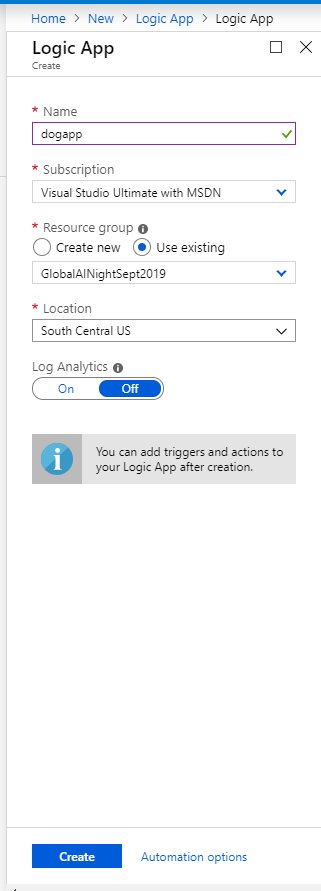 Home > New > Logic App > Logic App
Logic App
Create
* Name
dogapp
* Subscription
Visual Studio Ultimate with MSDN
* Resource group
Create new Use existing
GlobalAINightSept2019
* Location
South Central US
Log Analytics
On Off
You can add triggers and actions to
your Logic App after creation.
Create Automation options